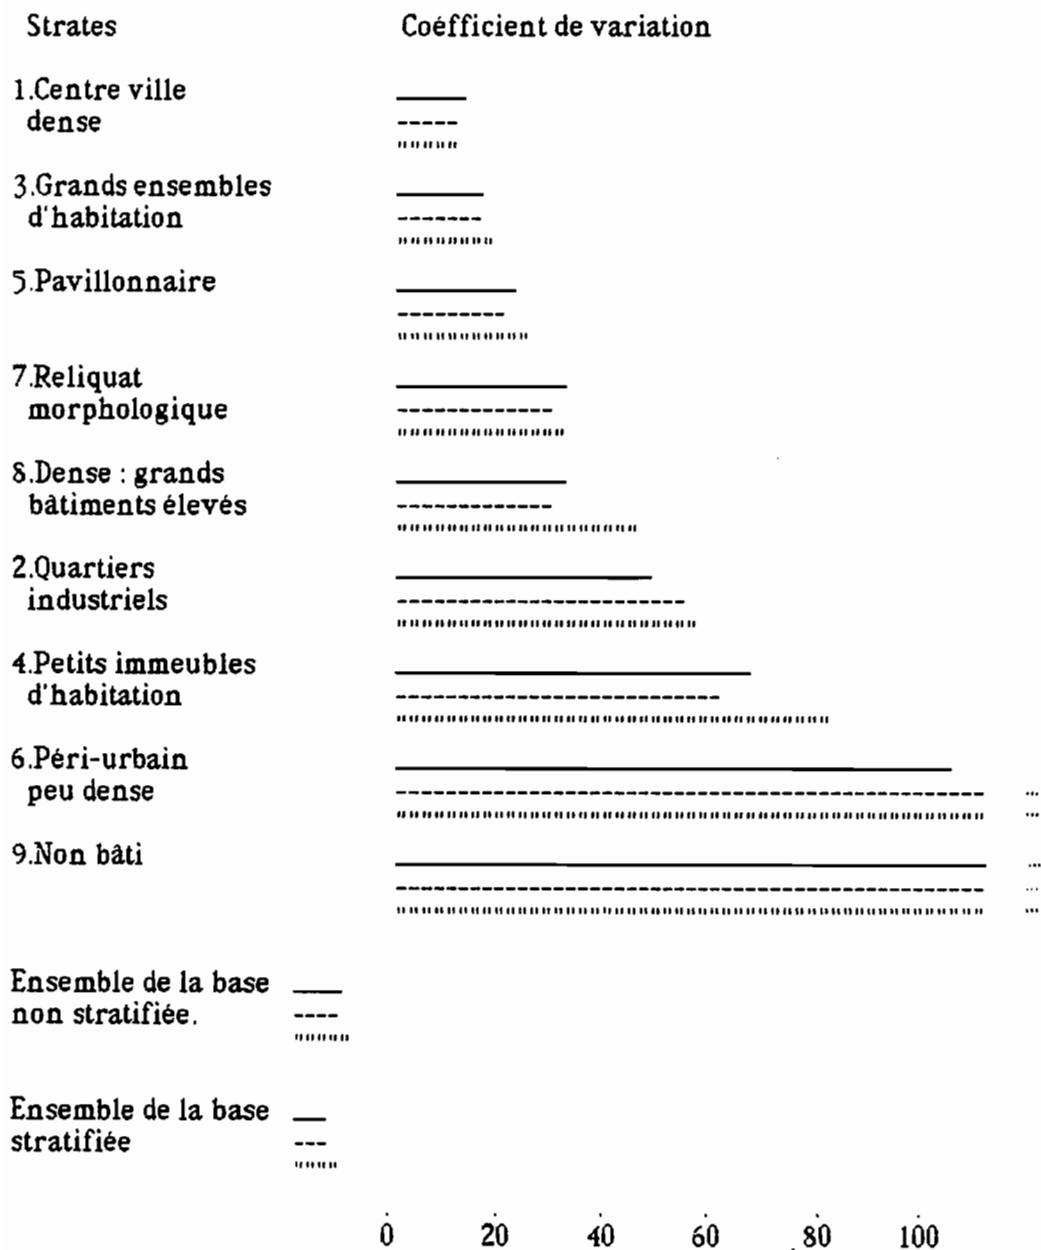 Strates Coéfficient de variation
1.Centre ville
dense
3.Grands ensembles
d'habitation
5.Pavillonnaire
7.Reliquat
morphologique
8.Dense : grands
bâtiments élevés
2.Quartiers
industriels
4.Petits immeubles
d'habitation
6.Péri-urbain
peu dense
...
...
9.Non bâti
...
...
...
Ensemble de la base
non stratifiée.
Ensemble de la base
stratifiée
0 20 40 60 80 100